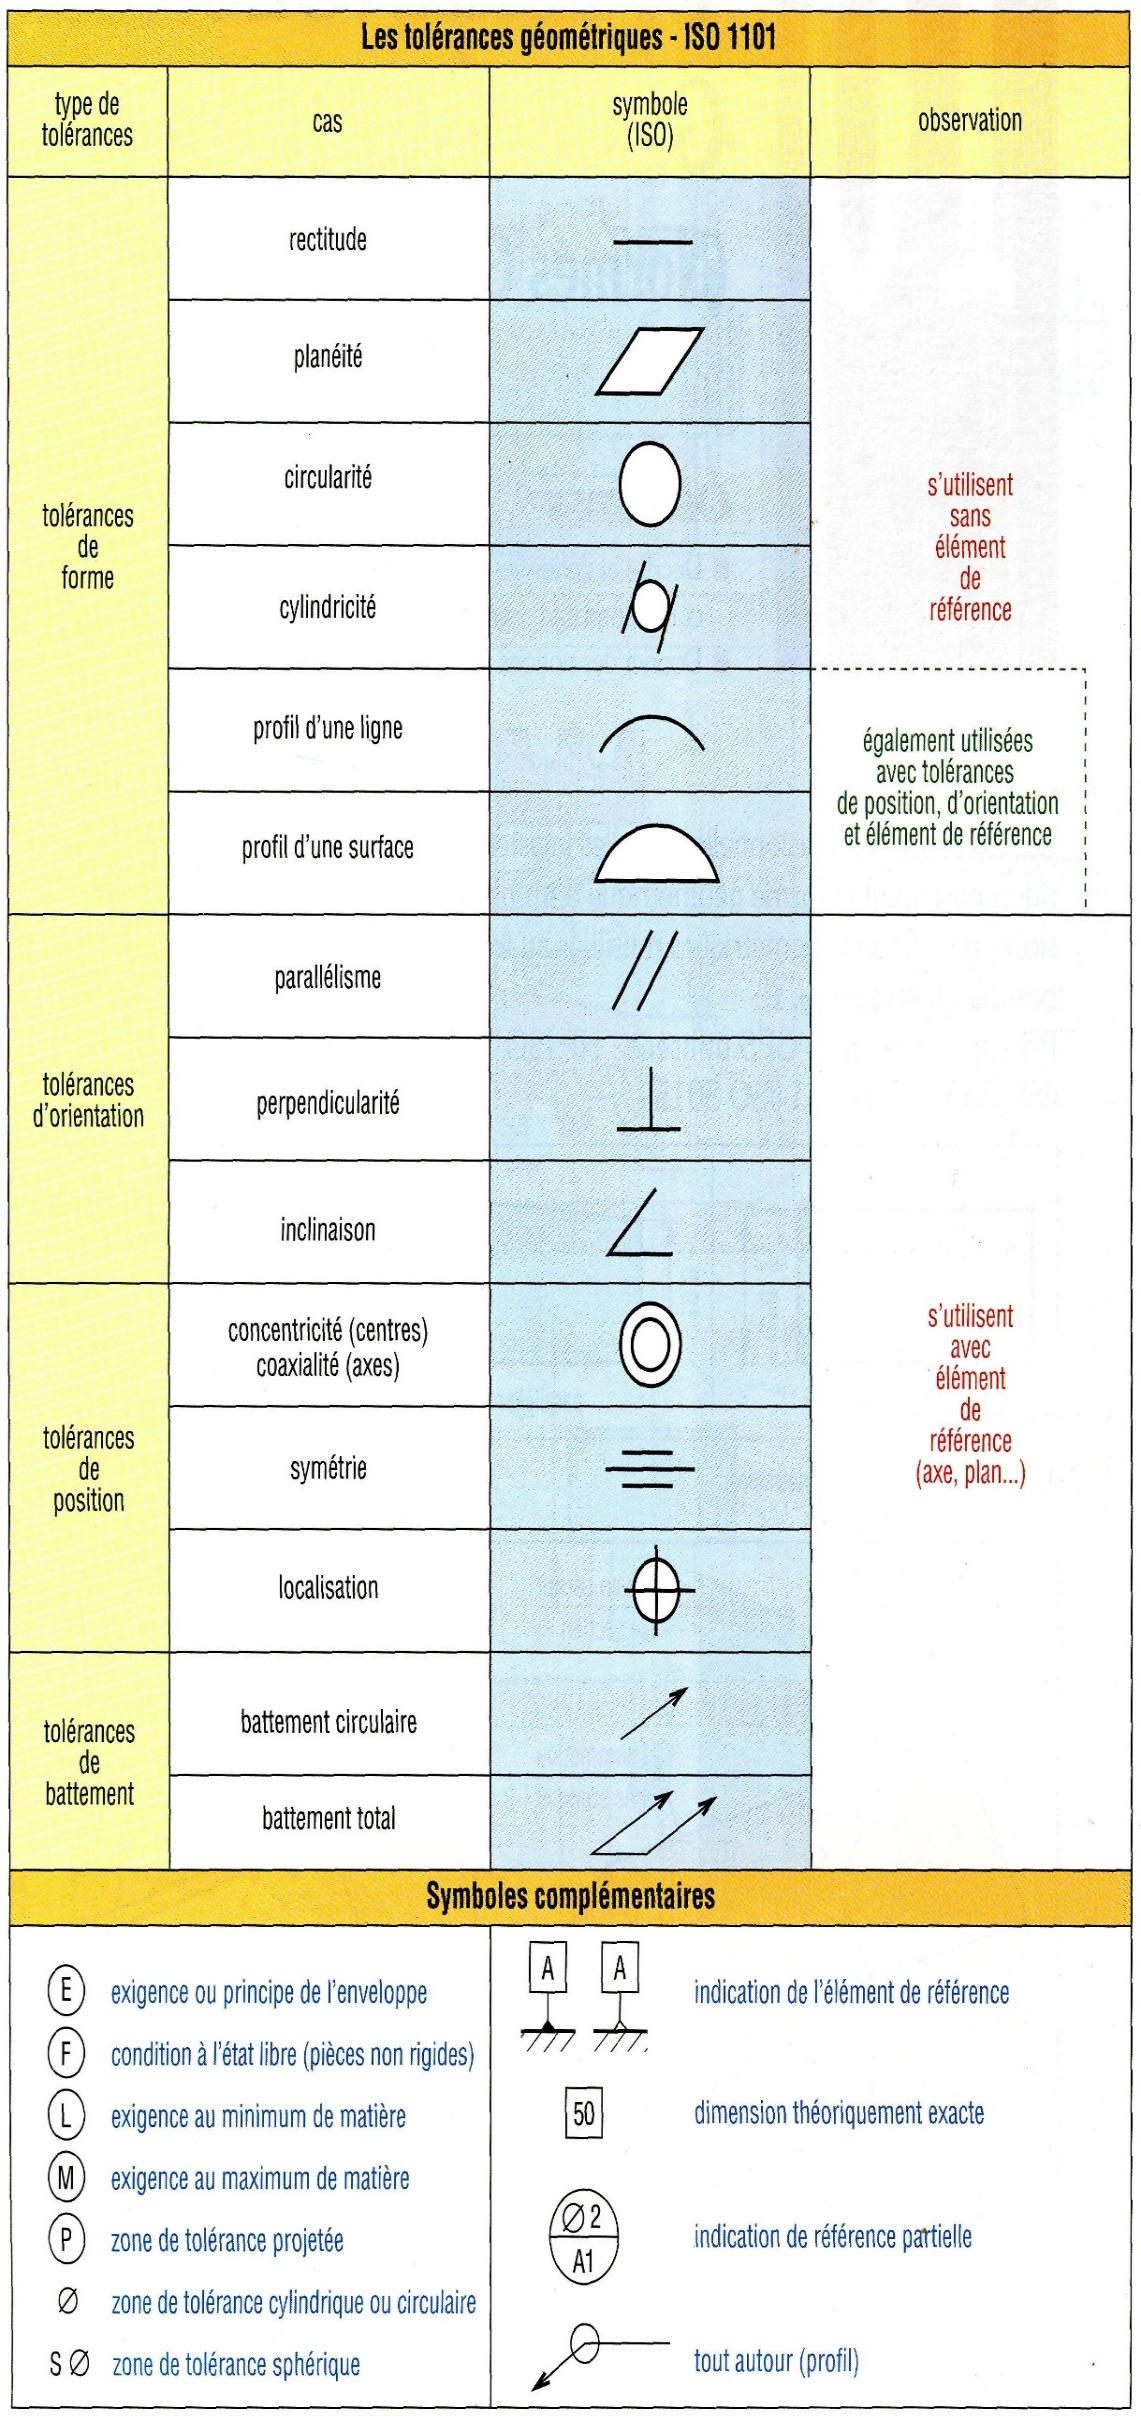 Les tolérances géométriques - ISO 1101
type de
tolérances
cas
symbole
(ISO)
observation
tolérances
de
forme
rectitude
planéité
circularité
cylindricité
s'utilisent
sans
élément
de
référence
profil d'une ligne
profil d'une surface
également utilisées
avec tolérances
de position, d'orientation
et élément de référence
tolérances
d'orientation
parallélisme
perpendicularité
inclinaison
tolérances
de
position
concentricité (centres)
coaxialité (axes)
symétrie
localisation
s'utilisent
avec
élément
de
référence
(axe, plan...)
tolérances
de
battement
battement circulaire
battement total
Symboles complémentaires
E exigence ou principe de l'enveloppe
F condition à l'état libre (pièces non rigides)
L exigence au minimum de matière
M exigence au maximum de matière
P zone de tolérance projetée
∅ zone de tolérance cylindrique ou circulaire
S ∅ zone de tolérance sphérique
A A indication de l'élément de référence
50 dimension théoriquement exacte
∅ 2
A1
indication de référence partielle
tout autour (profil)